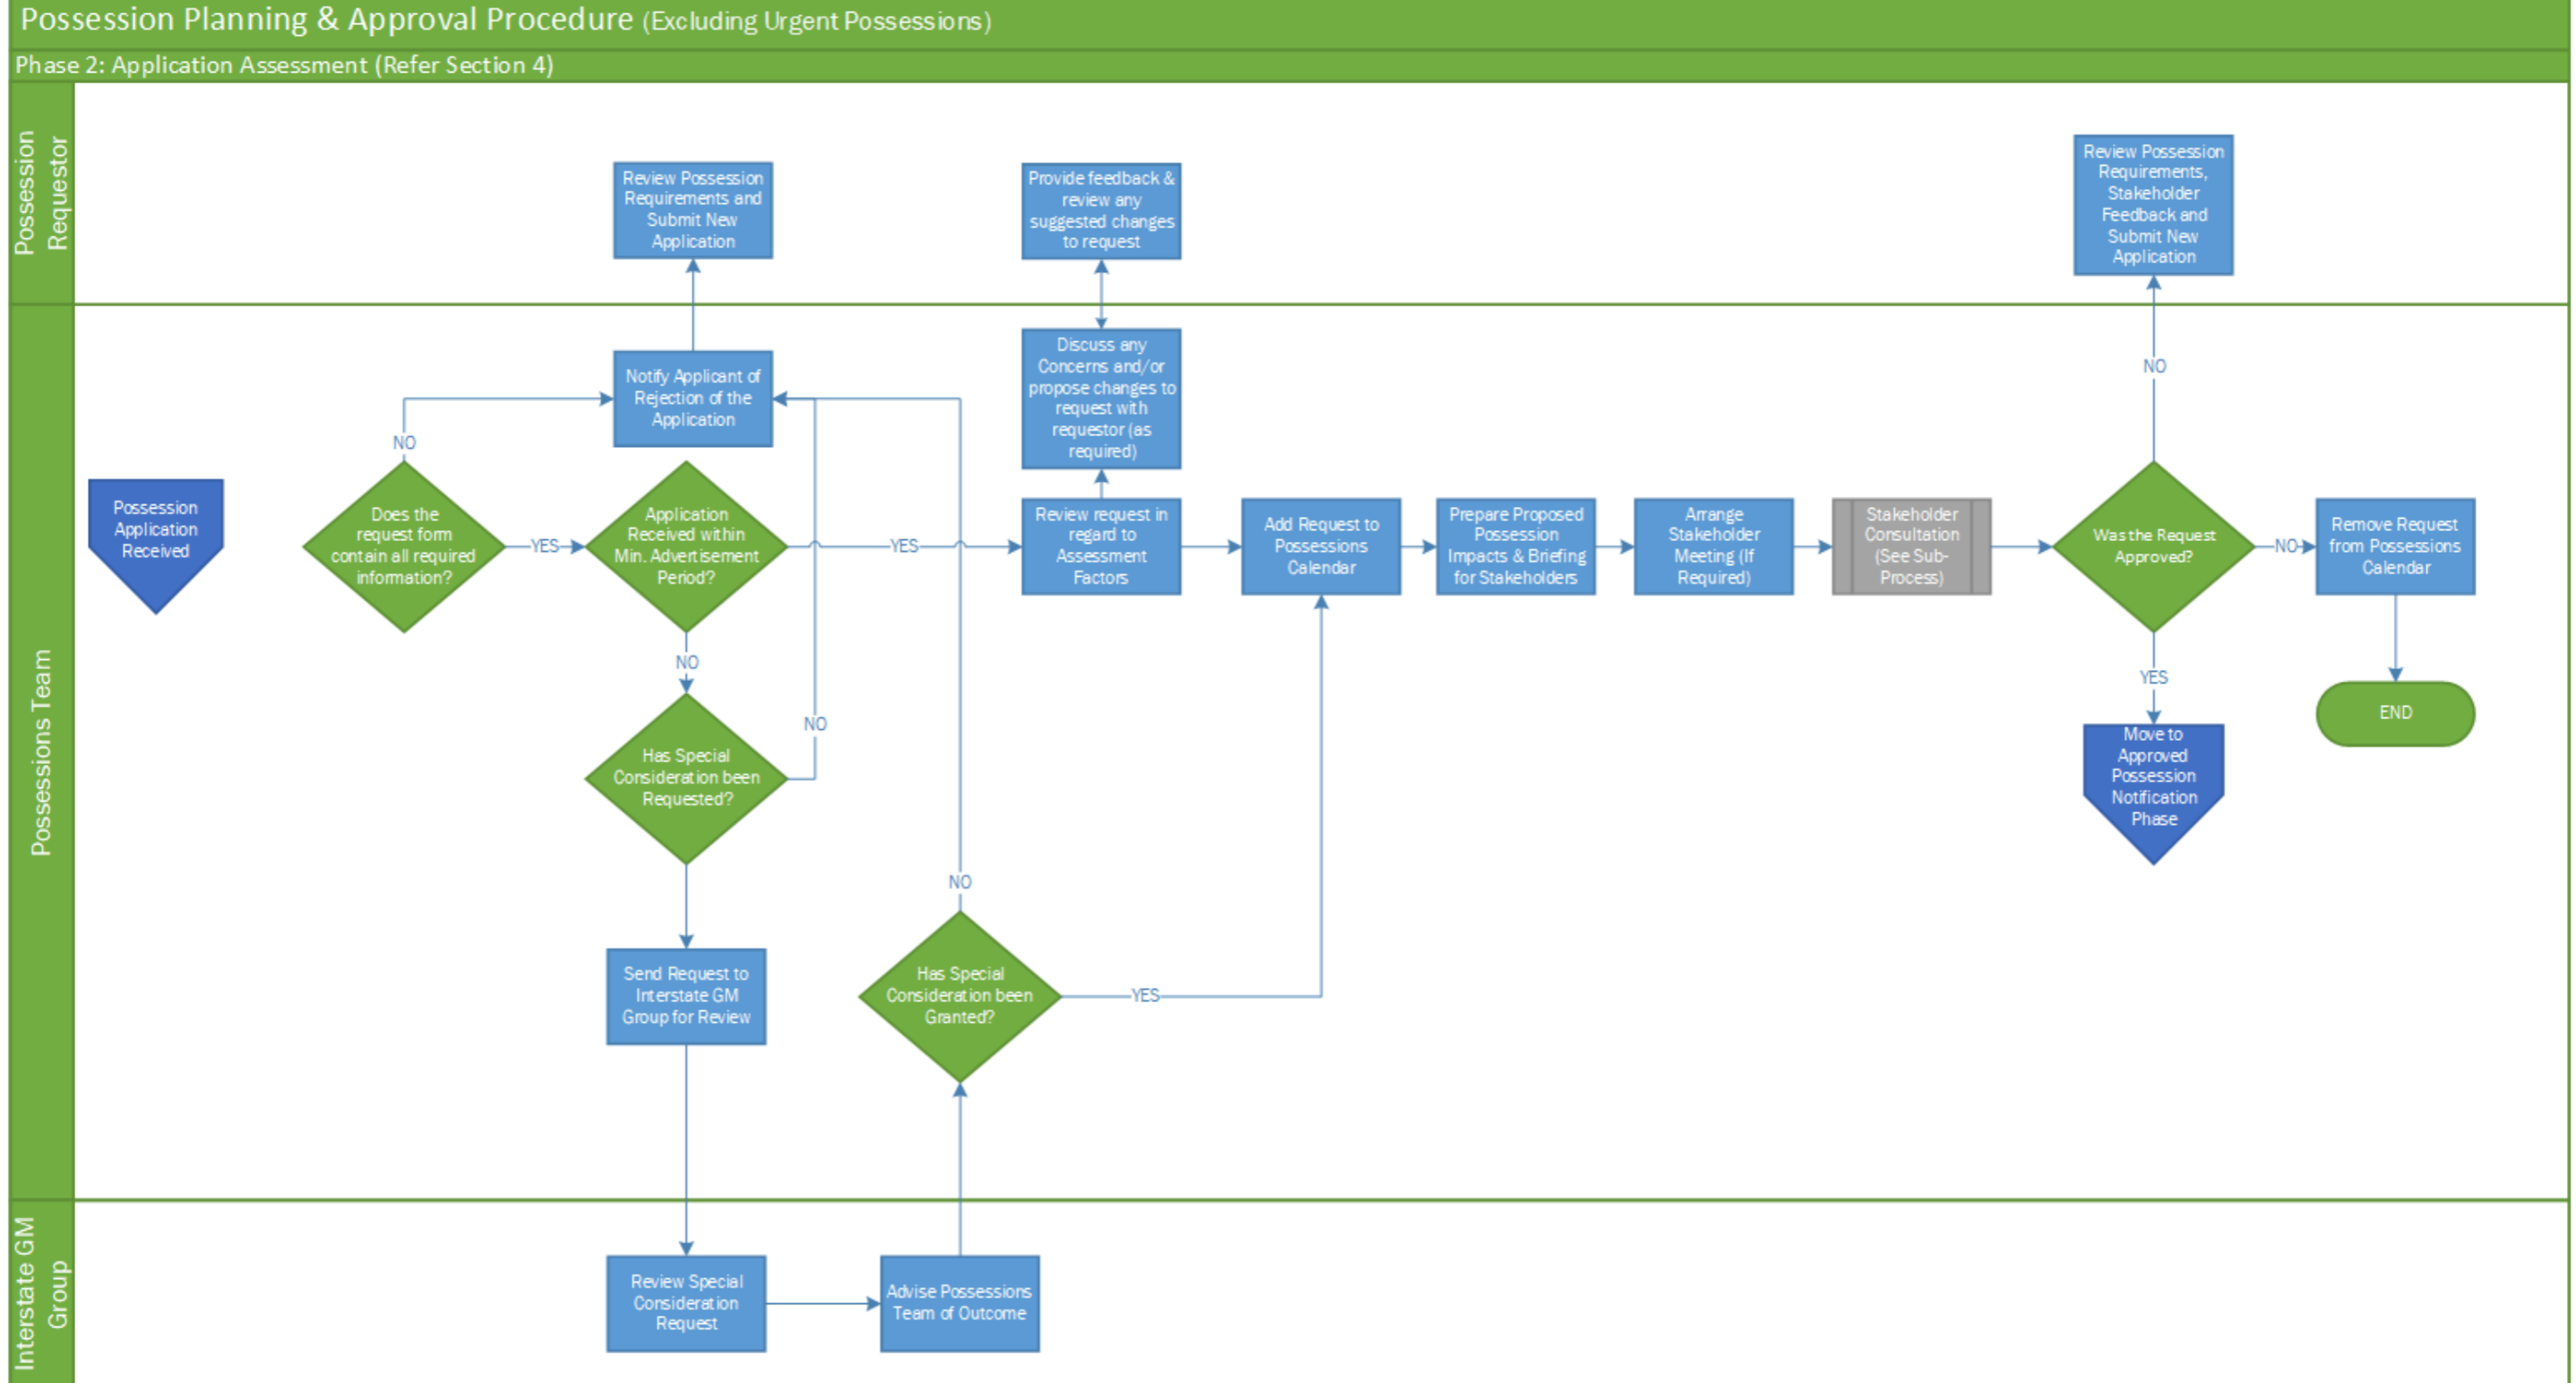 Possession Planning & Approval Procedure (Excluding Urgent Possessions)
Phase 2: Application Assessment (Refer Section 4)
Possession
Requestor
Review Possession
Requirements and
Submit New
Application
Provide feedback &
review any
suggested changes
to request
Review Possession
Requirements,
Stakeholder
Feedback and
Submit New
Application
Possessions Team
Notify Applicant of
Rejection of the
Application
Discuss any
Concerns and/or
propose changes to
request with
requestor (as
required)
NO
NO
Possession
Application
Received
Does the
request form
contain all required
information?
YES
Application
Received within
Min. Advertisement
Period?
YES
Review request in
regard to
Assessment
Factors
Add Request to
Possessions
Calendar
Prepare Proposed
Possession
Impacts & Briefing
for Stakeholders
Arrange
Stakeholder
Meeting (If
Required)
Stakeholder
Consultation
(See Sub-
Process)
Was the Request
Approved?
NO
Remove Request
from Possessions
Calendar
NO
YES
NO
END
Move to
Approved
Possession
Notification
Phase
Has Special
Consideration been
Requested?
NO
Send Request to
Interstate GM
Group for Review
Has Special
Consideration been
Granted?
YES
Interstate GM
Group
Review Special
Consideration
Request
Advise Possessions
Team of Outcome